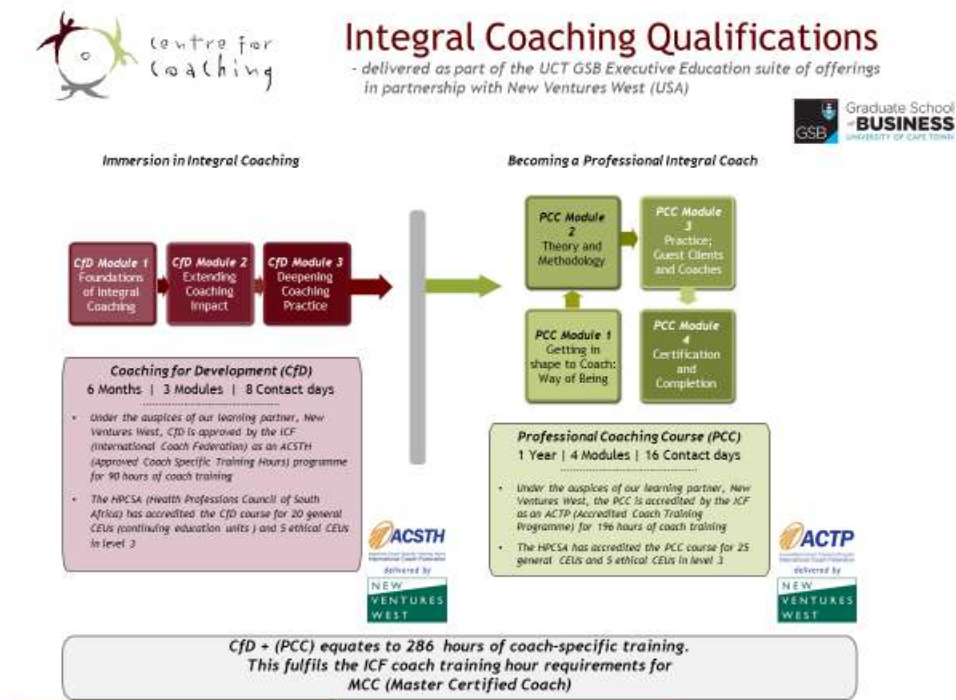 centre for
coaching
Integral Coaching Qualifications
- delivered as part of the UCT GSB Executive Education suite of offerings
in partnership with New Ventures West (USA)
GSB
Graduate School
of BUSINESS
UNIVERSITY OF CAPE TOWN
Immersion in Integral Coaching
Becoming a Professional Integral Coach
CfD Module 1
Foundations
of Integral
Coaching
CfD Module 2
Extending
Coaching
Impact
CfD Module 3
Deepening
Coaching
Practice
PCC Module
2
Theory and
Methodology
PCC Module
3
Practice;
Guest Clients
and Coaches
PCC Module 1
Getting in
shape to Coach:
Way of Being
PCC Module
4
Certification
and
Completion
Coaching for Development (CfD)
6 Months | 3 Modules | 8 Contact days
Under the auspices of our learning partner, New
Ventures West, CfD is approved by the ICF
(International Coach Federation) as an ACSTH
(Approved Coach Specific Training Hours) programme
for 90 hours of coach training
The HPCSA (Health Professions Council of South
Africa) has accredited the CfD course for 20 general
CEUs (continuing education units ) and 5 ethical CEUs
in level 3
ACSTH
International Coach Federation
delivered by
NEW
VENTURES
WEST
Professional Coaching Course (PCC)
1 Year | 4 Modules | 16 Contact days
Under the auspices of our learning partner, New
Ventures West, the PCC is accredited by the ICF
as an ACTP (Accredited Coach Training
Programme) for 196 hours of coach training
The HPCSA has accredited the PCC course for 25
general CEUs and 5 ethical CEUs in level 3
ACTP
International Coach Federation
delivered by
NEW
VENTURES
WEST
CfD + (PCC) equates to 286 hours of coach-specific training.
This fulfils the ICF coach training hour requirements for
MCC (Master Certified Coach)